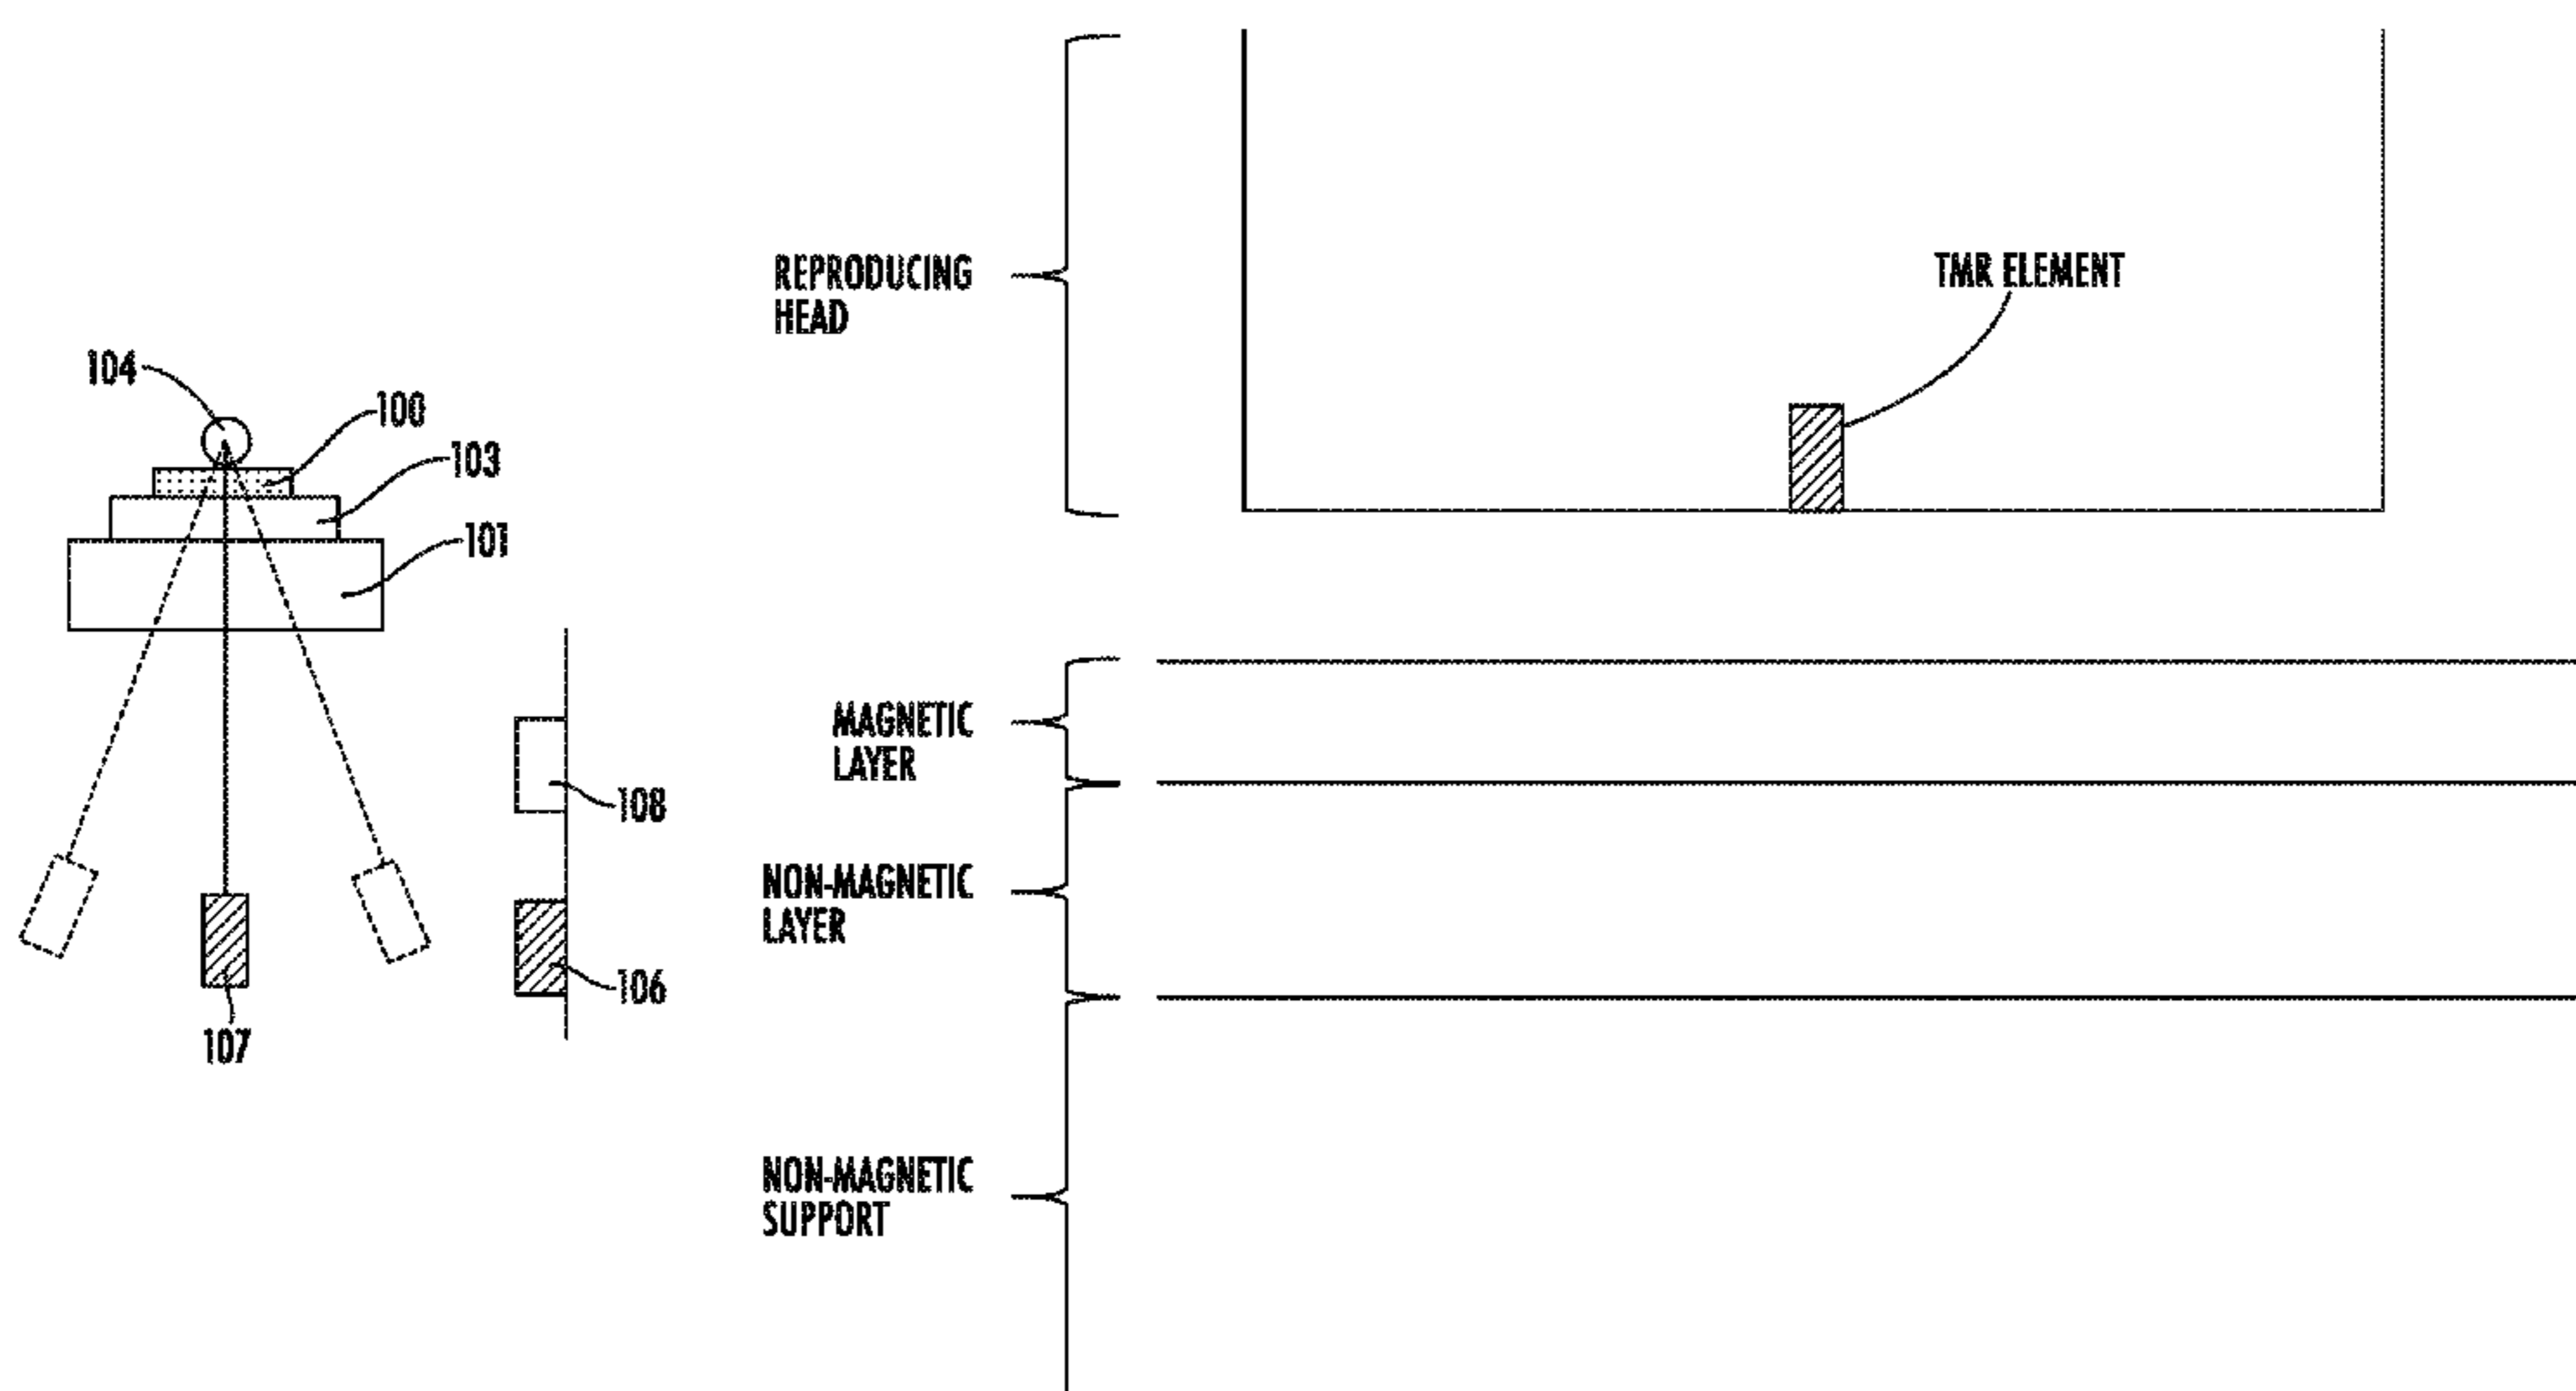 104
100
103
101
108
106
107
REPRODUCING
HEAD
TMR ELEMENT
MAGNETIC
LAYER
NON-MAGNETIC
LAYER
NON-MAGNETIC
SUPPORT